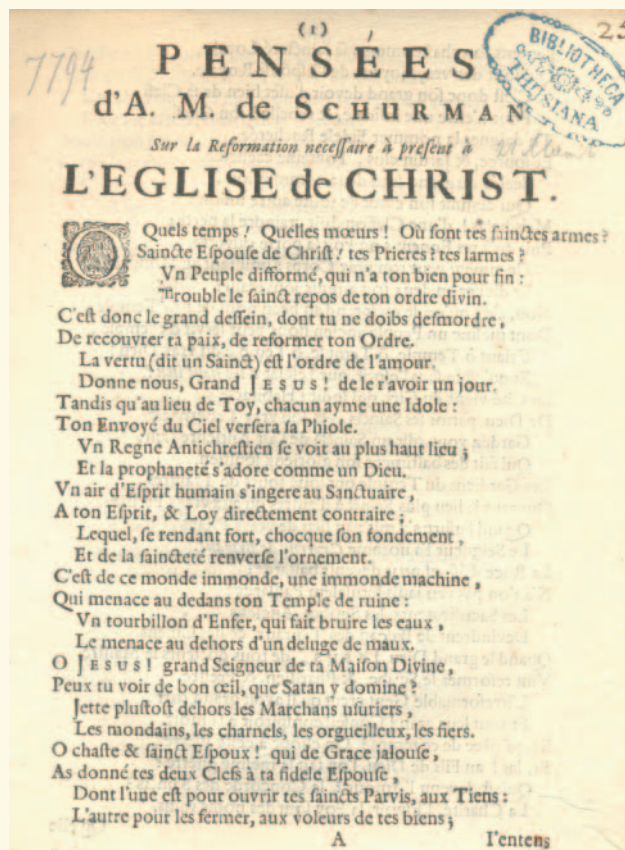 (1)
25
7794
PENSÉES
BIBLIOTHECA
THYSIANA
d'A. M. de SCHURMAN
Sur la Reformation necessaire à present à
L'EGLISE de CHRIST.
O Quels temps! Quelles mœurs! Où sont tes sainctes armes?
Saincte Espouse de Christ! tes Prieres? tes larmes?
Vn Peuple difformé, qui n'a ton bien pour fin:
Trouble le sainct repos de ton ordre divin.
C'est donc le grand dessein, dont tu ne doibs desmordre,
De recouvrer ta paix, de reformer ton Ordre.
La vertu (dit un Sainct) est l'ordre de l'amour.
Donne nous, Grand JESUS! de le r'avoir un jour.
Tandis qu'au lieu de Toy, chacun ayme une Idole:
Ton Envoyé du Ciel versera sa Phiole.
Vn Regne Antichrestien se voit au plus haut lieu;
Et la prophaneté s'adore comme un Dieu.
Vn air d'Esprit humain s'ingere au Sanctuaire,
A ton Esprit, & Loy directement contraire;
Lequel, se rendant fort, chocque son fondement,
Et de la saincteté renverse l'ornement.
C'est de ce monde immonde, une immonde machine,
Qui menace au dedans ton Temple de ruine:
Vn tourbillon d'Enfer, qui fait bruire les eaux,
Le menace au dehors d'un deluge de maux.
O JESUS! grand Seigneur de ta Maison Divine,
Peux tu voir de bon œil, que Satan y domine?
Jette plustost dehors les Marchans usuriers,
Les mondains, les charnels, les orgueilleux, les fiers.
O chaste & sainct Espoux! qui de Grace jalouse,
As donné tes deux Clefs à ta fidele Espouse,
Dont l'une est pour ouvrir tes saincts Parvis, aux Tiens:
L'autre pour les fermer, aux voleurs de tes biens;
A
I'entens